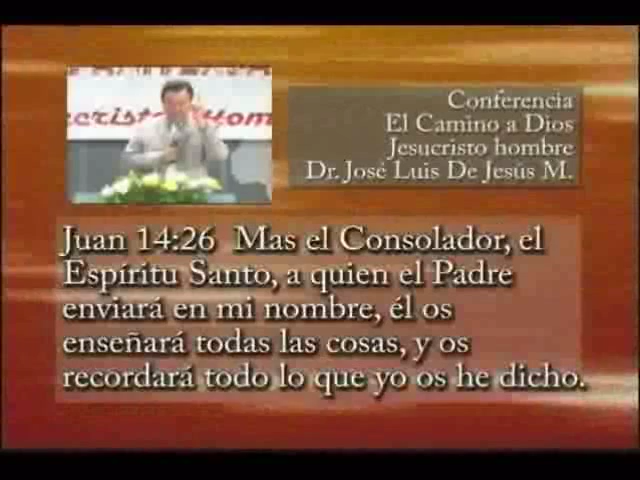 Conferencia
El Camino a Dios
Jesucristo hombre
Dr. José Luis De Jesús M.
Juan 14:26 Mas el Consolador, el
Espíritu Santo, a quien el Padre
enviará en mi nombre, él os
enseñará todas las cosas, y os
recordará todo lo que yo os he dicho.